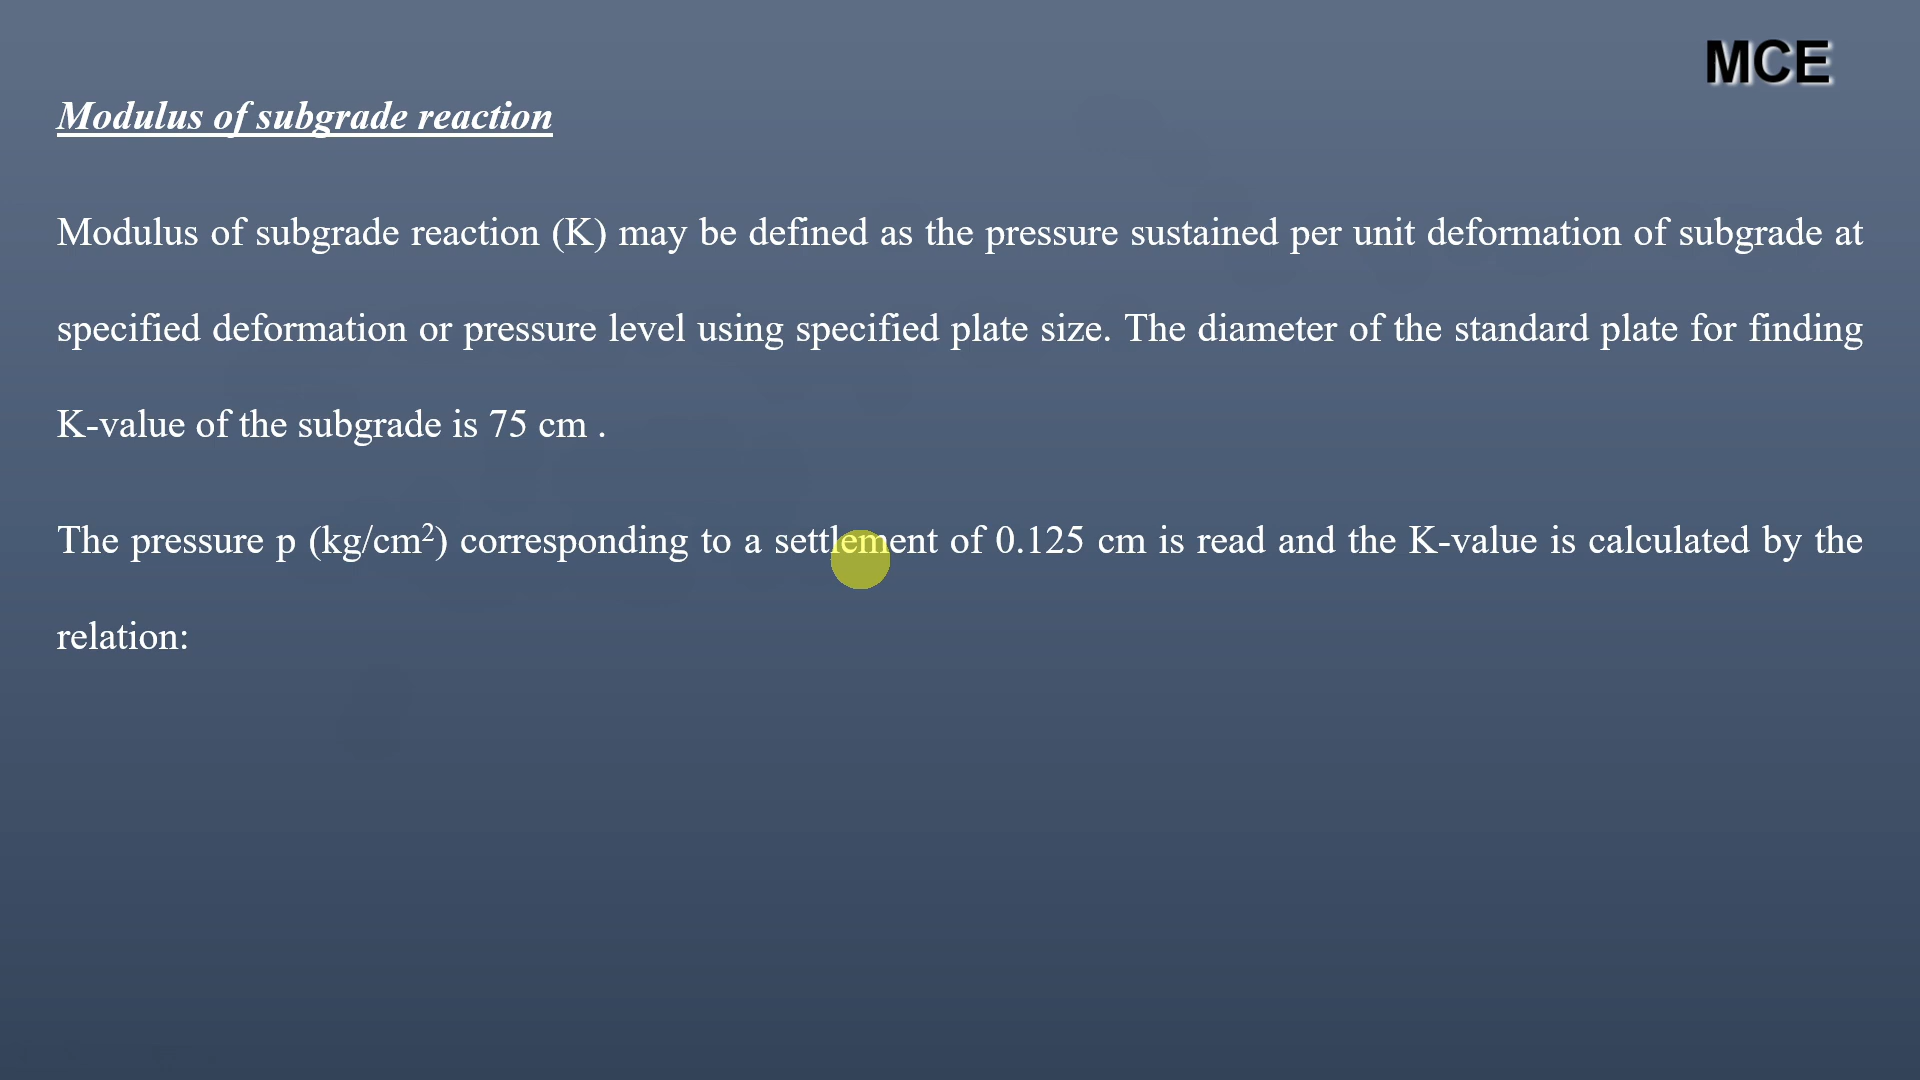 MCE
Modulus of subgrade reaction
Modulus of subgrade reaction (K) may be defined as the pressure sustained per unit deformation of subgrade at
specified deformation or pressure level using specified plate size. The diameter of the standard plate for finding
K-value of the subgrade is 75 cm .
The pressure p (kg/cm²) corresponding to a settlement of 0.125 cm is read and the K-value is calculated by the
relation: